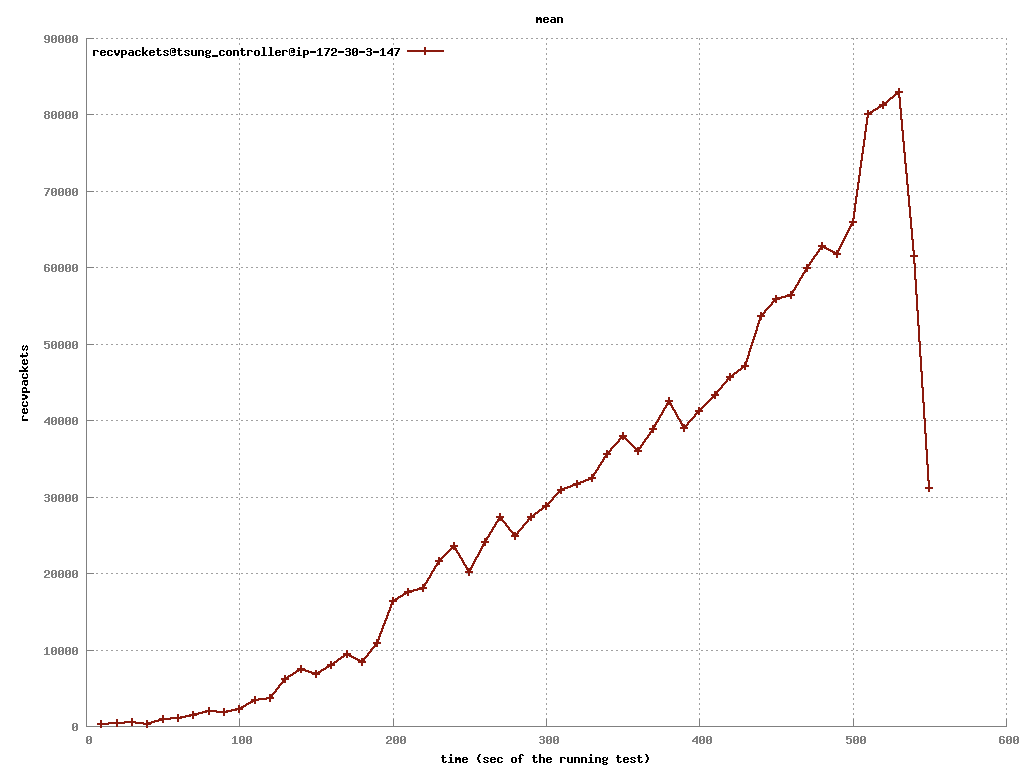 mean
90000
recvpackets@tsung_controller@ip-172-30-3-147
80000
70000
60000
50000
recvpackets
40000
30000
20000
10000
0
0 100 200 300 400 500 600
time (sec of the running test)